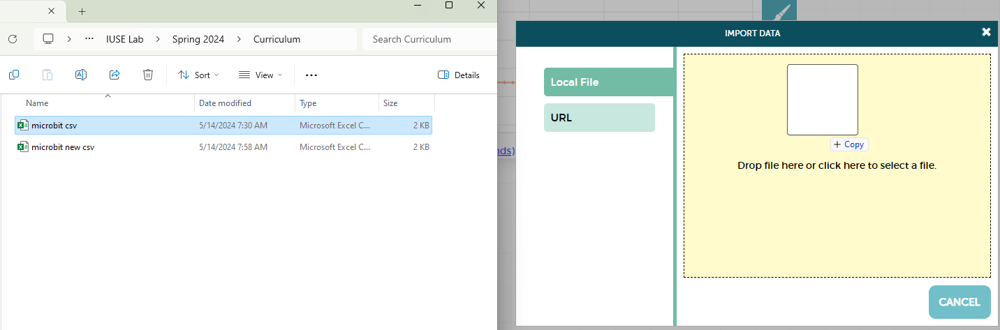 IUSE Lab > Spring 2024 > Curriculum
Search Curriculum
Sort
View
Details
Name Date modified Type Size
microbit csv 5/14/2024 7:30 AM Microsoft Excel C... 2 KB
microbit new csv 5/14/2024 7:58 AM Microsoft Excel C... 2 KB
nds)
IMPORT DATA
Local File
URL
+ Copy
Drop file here or click here to select a file.
CANCEL